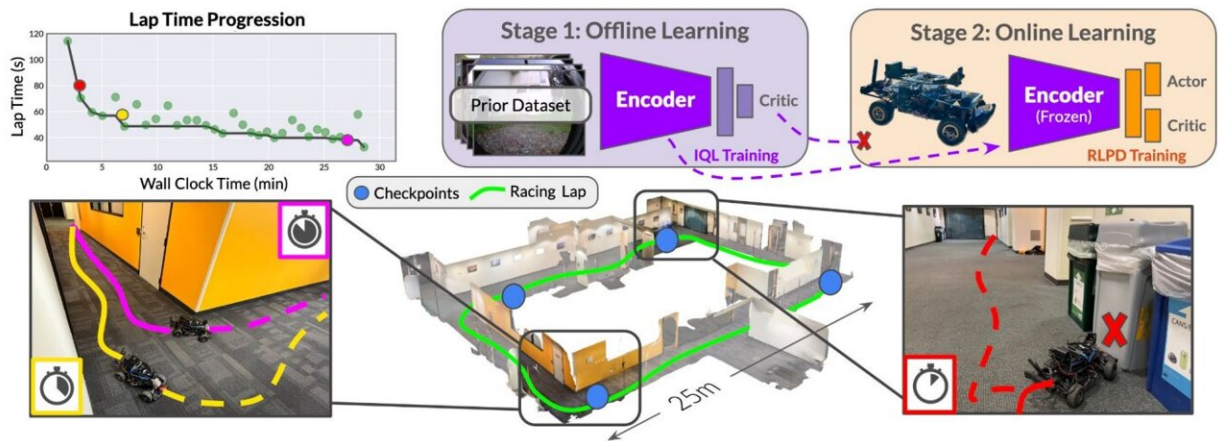 Lap Time Progression
Lap Time (s)
120
100
80
60
40
0
5
10
15
20
25
30
Wall Clock Time (min)
Stage 1: Offline Learning
Prior Dataset
Encoder
Critic
IQL Training
Stage 2: Online Learning
Encoder
(Frozen)
Actor
Critic
RLPD Training
Checkpoints
Racing Lap
25m
CANS/